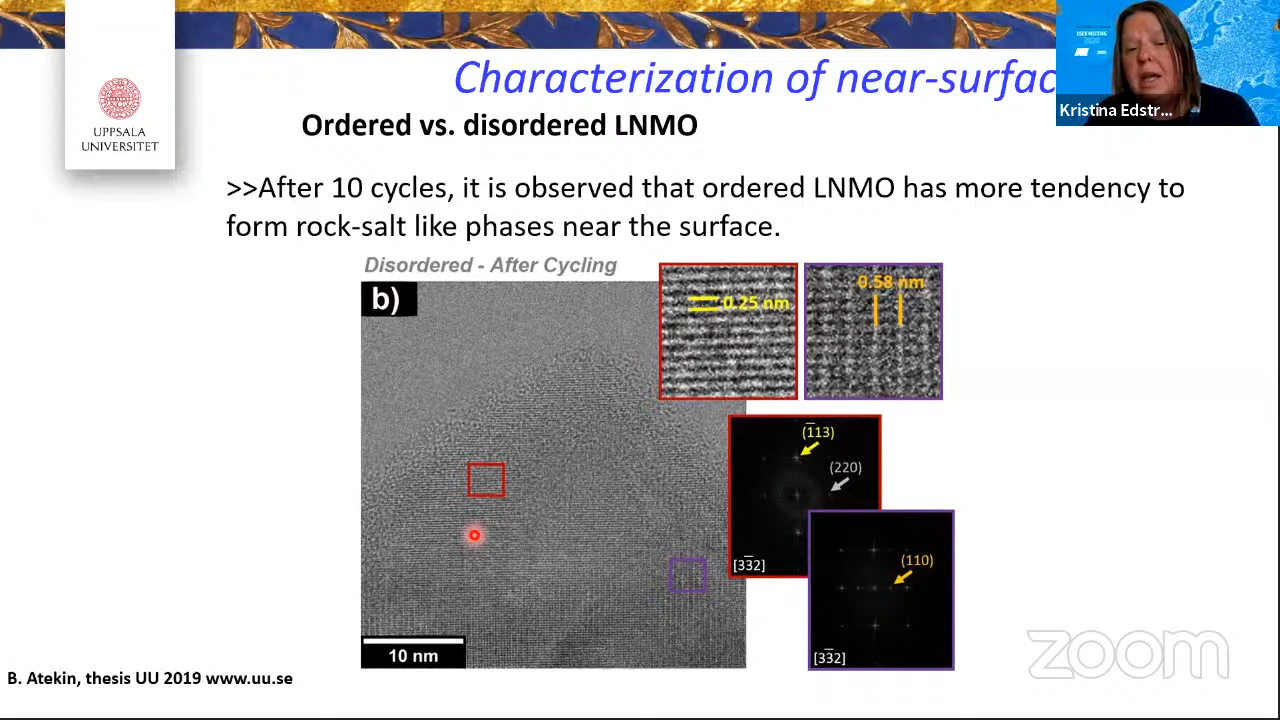 Characterization of near-surfac
Ordered vs. disordered LNMO
UPPSALA
UNIVERSITET
USER MEETING
Kristina Edstr...
>>After 10 cycles, it is observed that ordered LNMO has more tendency to
form rock-salt like phases near the surface.
Disordered - After Cycling
b)
0.25 nm
0.58 nm
(1̅13)
(220)
[33̅2]
(110)
[33̅2]
10 nm
B. Atekin, thesis UU 2019 www.uu.se
zoom